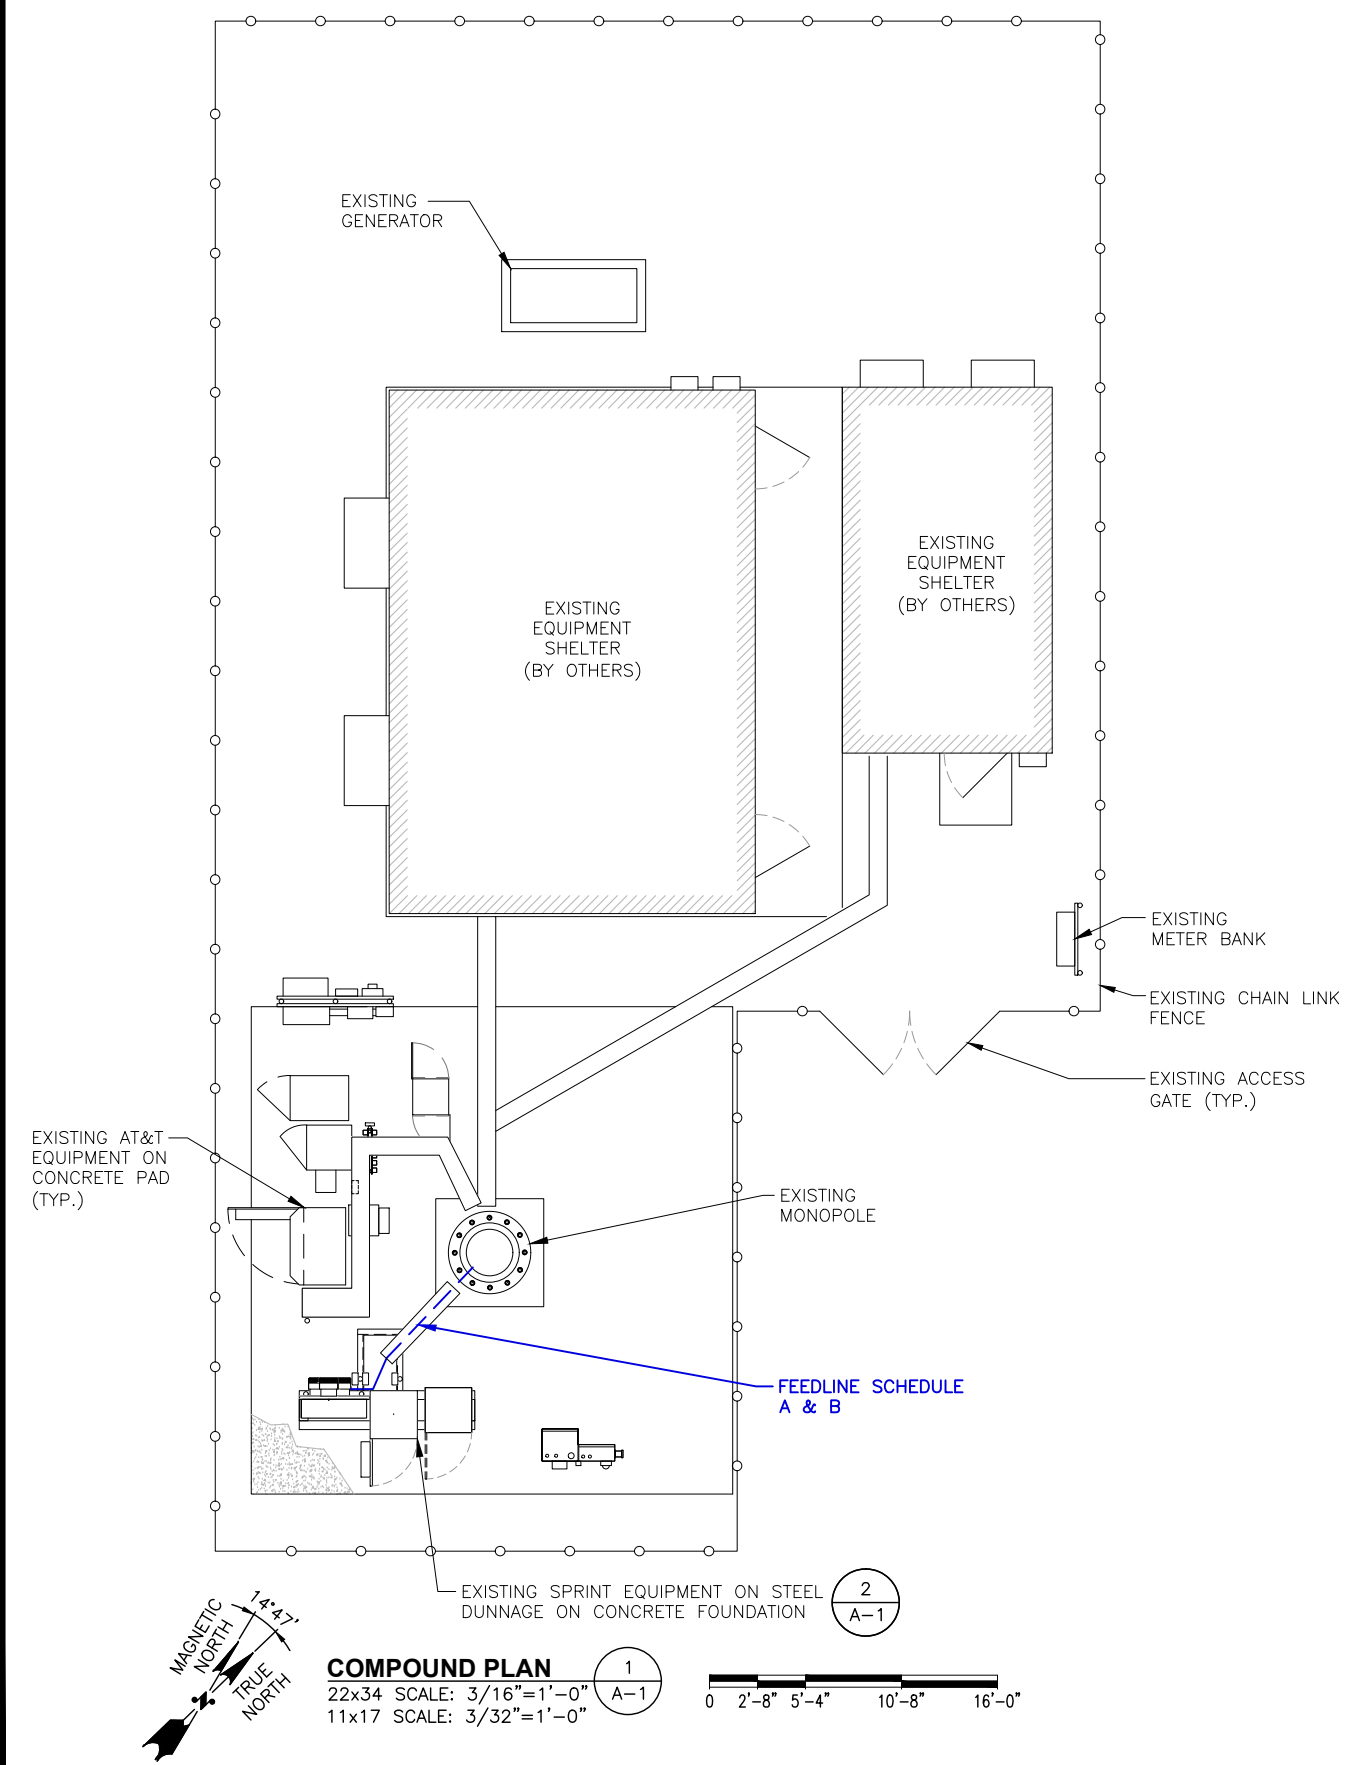 EXISTING
GENERATOR
EXISTING
EQUIPMENT
SHELTER
(BY OTHERS)
EXISTING
EQUIPMENT
SHELTER
(BY OTHERS)
EXISTING
METER BANK
EXISTING CHAIN LINK
FENCE
EXISTING ACCESS
GATE (TYP.)
EXISTING AT&T
EQUIPMENT ON
CONCRETE PAD
(TYP.)
EXISTING
MONOPOLE
FEEDLINE SCHEDULE
A & B
EXISTING SPRINT EQUIPMENT ON STEEL
DUNNAGE ON CONCRETE FOUNDATION
2
A-1
14°47'
MAGNETIC
NORTH
TRUE
NORTH
N
COMPOUND PLAN
22x34 SCALE: 3/16"=1'-0"
11x17 SCALE: 3/32"=1'-0"
1
A-1
0 2'-8" 5'-4" 10'-8" 16'-0"